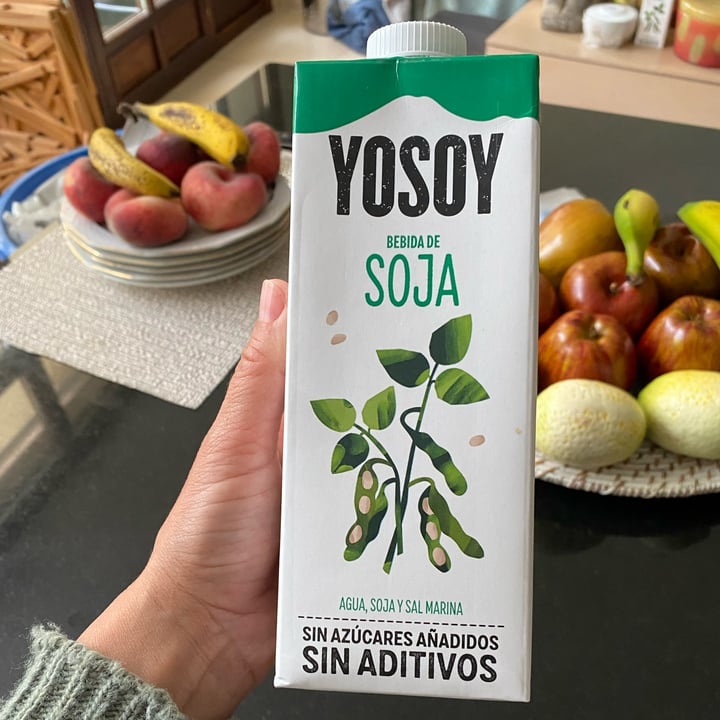 YOSOY
BEBIDA DE
SOJA
AGUA, SOJA Y SAL MARINA
SIN AZÚCARES AÑADIDOS
SIN ADITIVOS